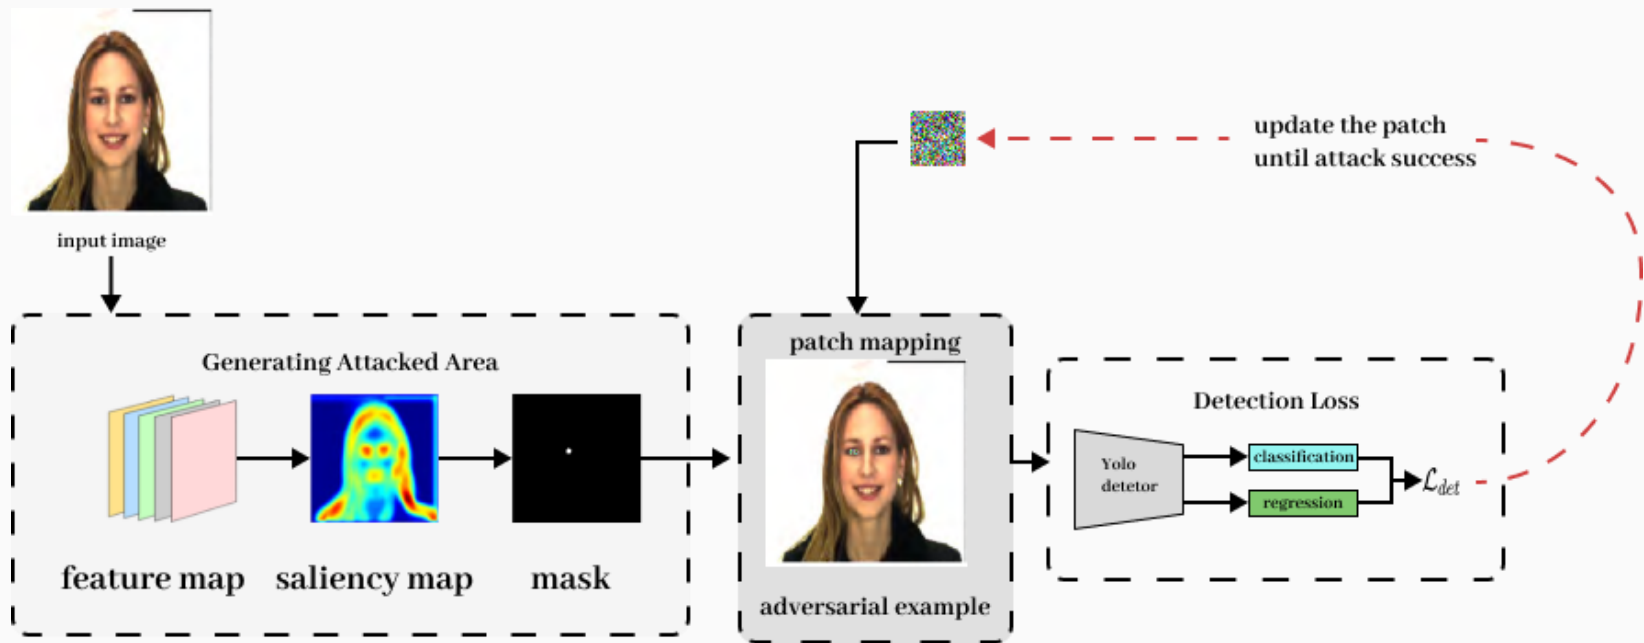 input image
Generating Attacked Area
feature map
saliency map
mask
patch mapping
adversarial example
update the patch
until attack success
Detection Loss
Yolo
detetor
classification
regression
ℒdet